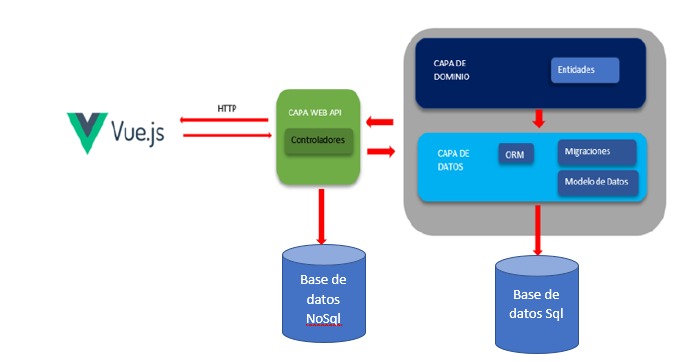 Vue.js
HTTP
CAPA WEB API
Controladores
CAPA DE
DOMINIO
Entidades
CAPA DE
DATOS
ORM
Migraciones
Modelo de Datos
Base de
datos
NoSql
Base de
datos Sql